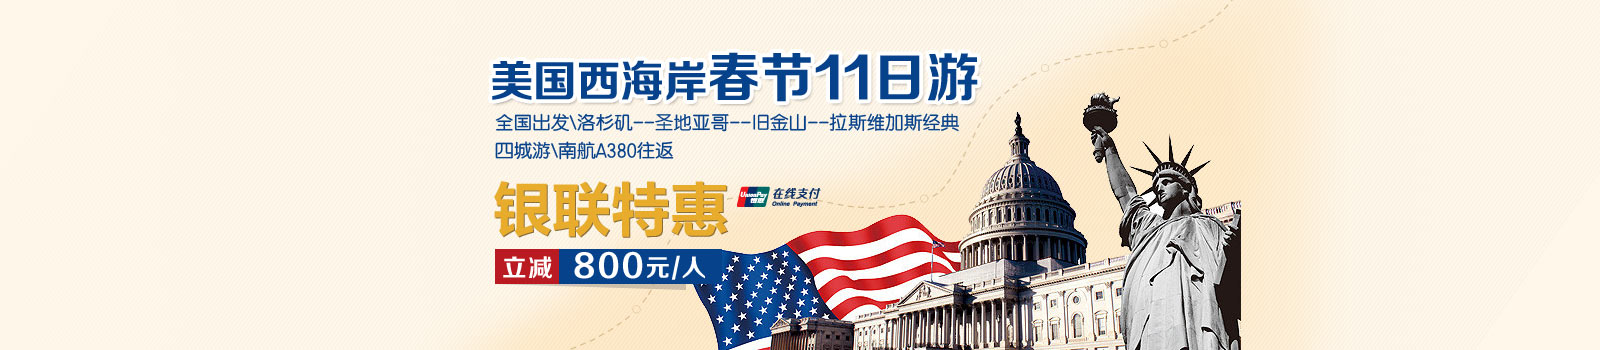 美国西海岸春节11日游
全国出发\洛杉矶--圣地亚哥--旧金山--拉斯维加斯经典
四城游\南航A380往返
银联特惠
UnionPay 银联
在线支付
Online Payment
立减 800元/人